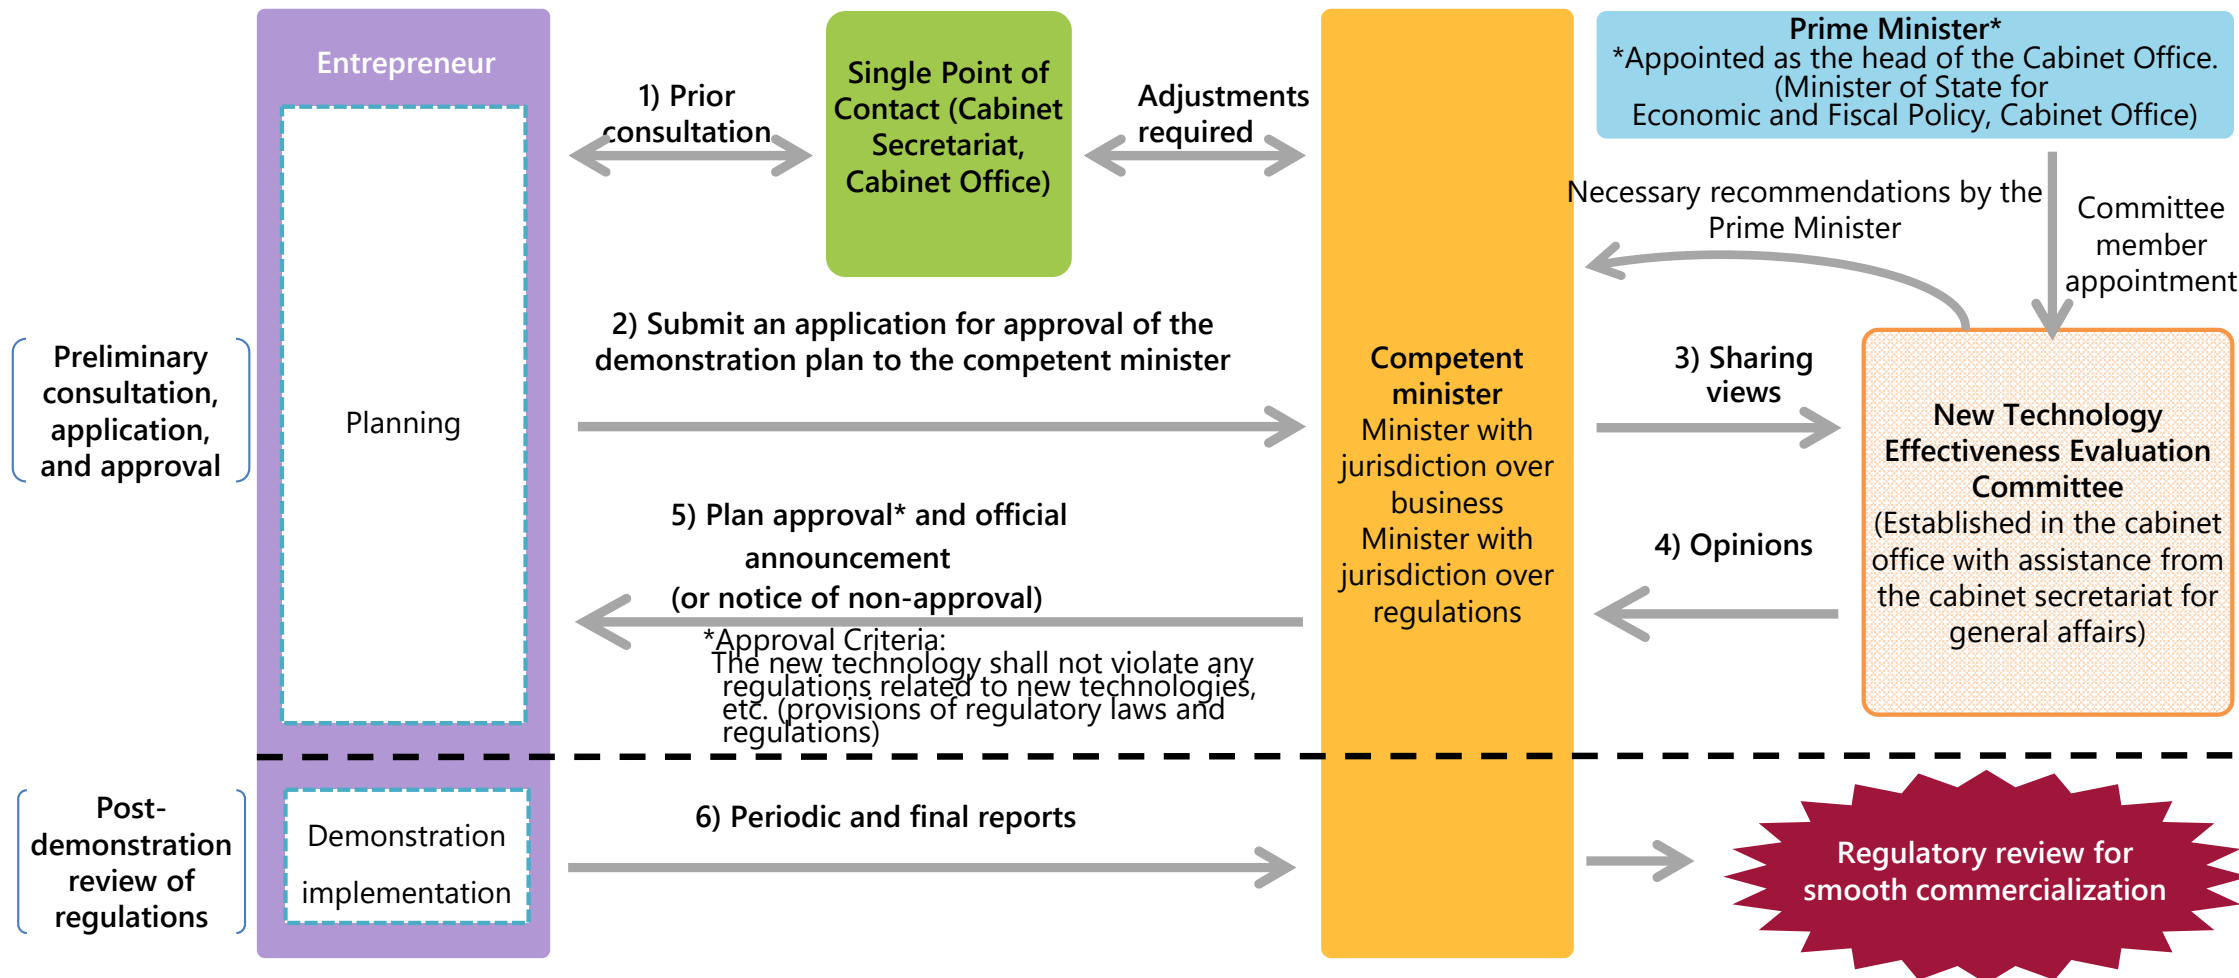 Entrepreneur
Planning
Preliminary
consultation,
application,
and approval
1) Prior
consultation
Single Point of
Contact (Cabinet
Secretariat,
Cabinet Office)
Adjustments
required
Prime Minister*
*Appointed as the head of the Cabinet Office.
(Minister of State for
Economic and Fiscal Policy, Cabinet Office)
Necessary recommendations by the
Prime Minister
Committee
member
appointment
2) Submit an application for approval of the
demonstration plan to the competent minister
Competent
minister
Minister with
jurisdiction over
business
Minister with
jurisdiction over
regulations
3) Sharing
views
4) Opinions
New Technology
Effectiveness Evaluation
Committee
(Established in the cabinet
office with assistance from
the cabinet secretariat for
general affairs)
5) Plan approval* and official
announcement
(or notice of non-approval)
*Approval Criteria:
The new technology shall not violate any
regulations related to new technologies,
etc. (provisions of regulatory laws and
regulations)
Post-
demonstration
review of
regulations
Demonstration
implementation
6) Periodic and final reports
Regulatory review for
smooth commercialization